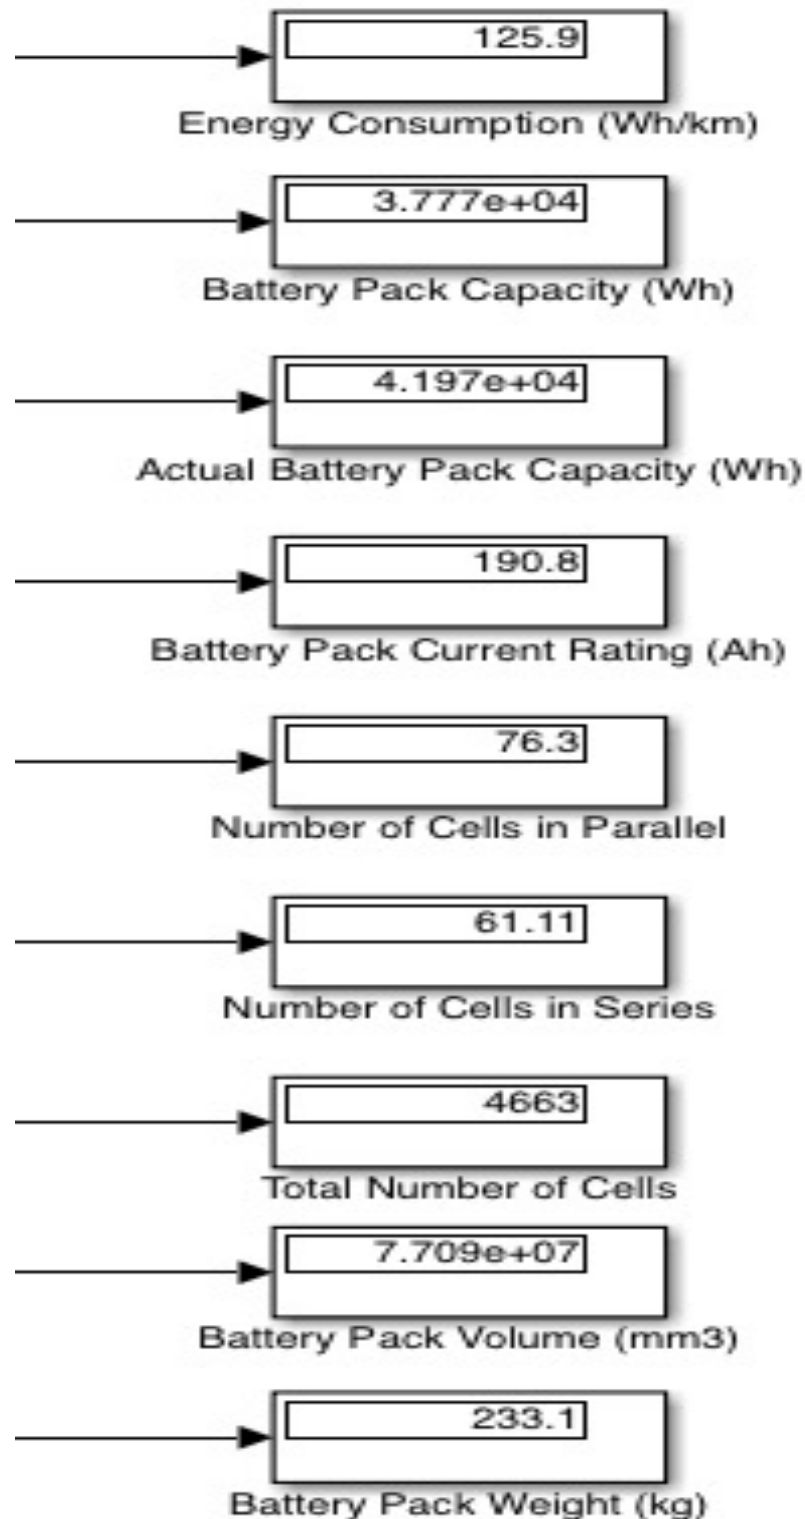 125.9
Energy Consumption (Wh/km)
3.777e+04
Battery Pack Capacity (Wh)
4.197e+04
Actual Battery Pack Capacity (Wh)
190.8
Battery Pack Current Rating (Ah)
76.3
Number of Cells in Parallel
61.11
Number of Cells in Series
4663
Total Number of Cells
7.709e+07
Battery Pack Volume (mm3)
233.1
Battery Pack Weight (kg)